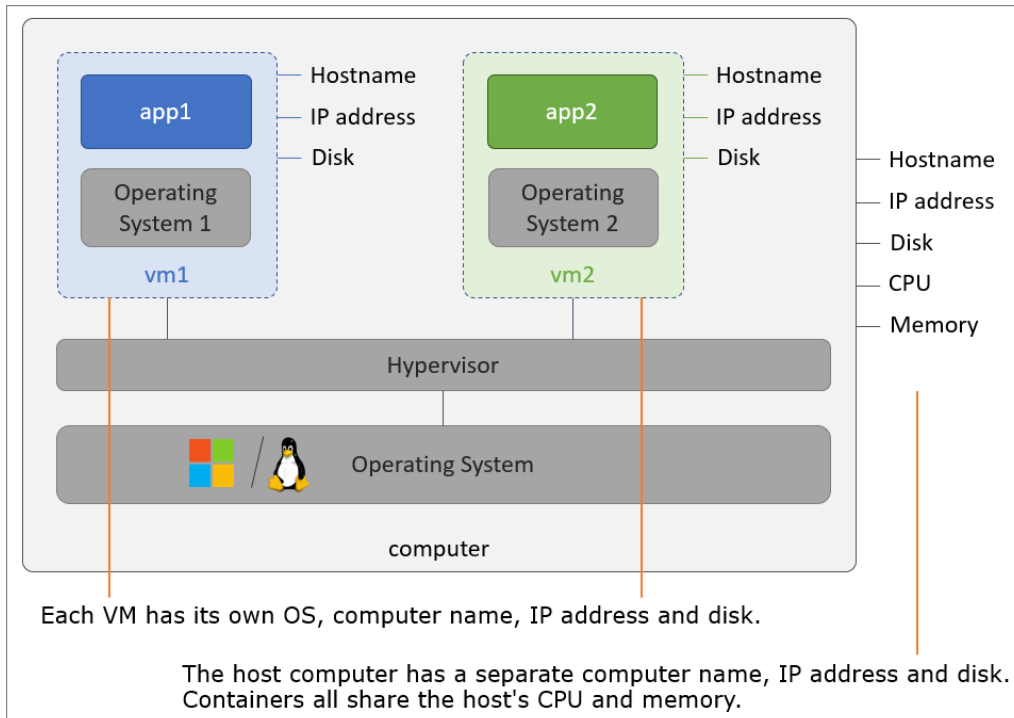 app1
Operating
System 1
vm1
Hostname
IP address
Disk
app2
Operating
System 2
vm2
Hostname
IP address
Disk
Hostname
IP address
Disk
CPU
Memory
Hypervisor
Operating System
computer
Each VM has its own OS, computer name, IP address and disk.
The host computer has a separate computer name, IP address and disk.
Containers all share the host's CPU and memory.